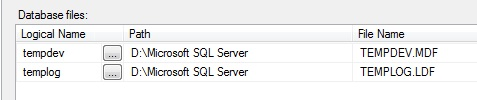 Database files:
Logical Name Path File Name
tempdev ... D:\Microsoft SQL Server TEMPDEV.MDF
templog ... D:\Microsoft SQL Server TEMPLOG.LDF